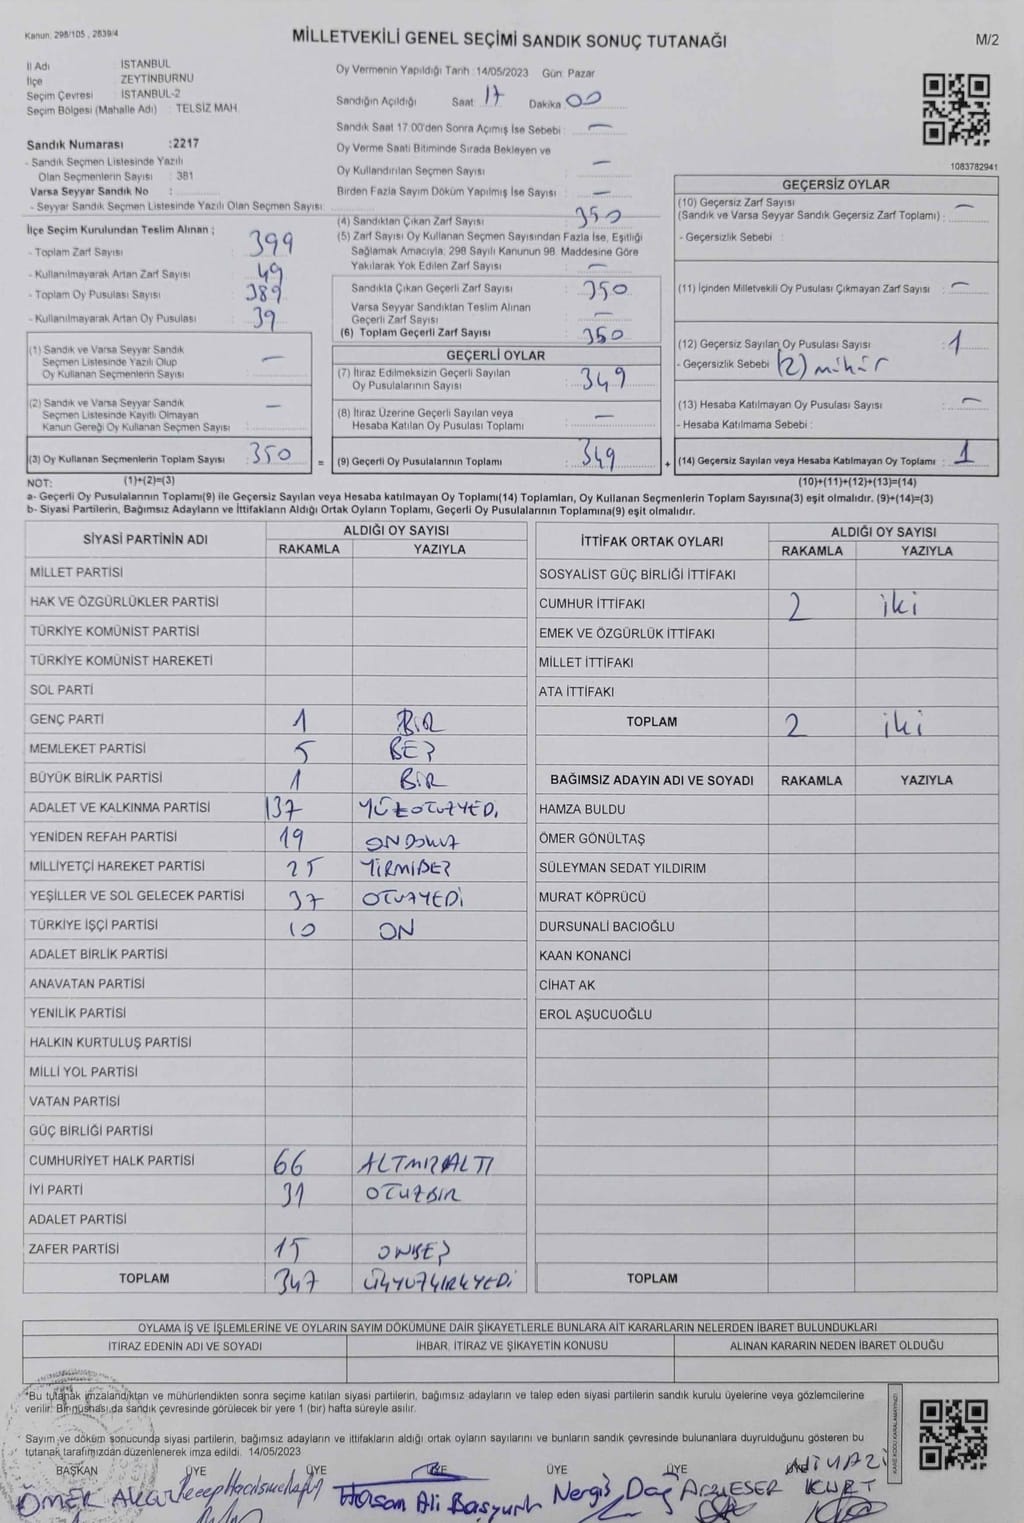 Kanun, 298/105 , 2839/4
MİLLETVEKİLİ GENEL SEÇİMİ SANDIK SONUÇ TUTANAĞI
M/2
İl Adı : İSTANBUL
İlçe : ZEYTİNBURNU
Seçim Çevresi : İSTANBUL-2
Seçim Bölgesi (Mahalle Adı) : TELSİZ MAH.
Oy Vermenin Yapıldığı Tarih :14/05/2023 Gün: Pazar
Sandığın Açıldığı Saat : 17 Dakika : 00
Sandık Saat 17:00'den Sonra Açımış İse Sebebi : —
Oy Verme Saati Bitiminde Sırada Bekleyen ve
Oy Kullandırılan Seçmen Sayısı : —
Birden Fazla Sayım Döküm Yapılmış İse Sayısı : —
1083782941
Sandık Numarası :2217
- Sandık Seçmen Listesinde Yazılı
Olan Seçmenlerin Sayısı : 381
Varsa Seyyar Sandık No :
- Seyyar Sandık Seçmen Listesinde Yazılı Olan Seçmen Sayısı:
İlçe Seçim Kurulundan Teslim Alınan ;
- Toplam Zarf Sayısı : 399
- Kullanılmayarak Artan Zarf Sayısı : 49
- Toplam Oy Pusulası Sayısı : 389
- Kullanılmayarak Artan Oy Pusulası : 39
(1) Sandık ve Varsa Seyyar Sandık
Seçmen Listesinde Yazılı Olup
Oy Kullanan Seçmenlerin Sayısı : —
(2) Sandık ve Varsa Seyyar Sandık
Seçmen Listesinde Kayıtlı Olmayan
Kanun Gereği Oy Kullanan Seçmen Sayısı : —
(3) Oy Kullanan Seçmenlerin Toplam Sayısı : 350
(4) Sandıktan Çıkan Zarf Sayısı : 350
(5) Zarf Sayısı Oy Kullanan Seçmen Sayısından Fazla İse, Eşitliği
Sağlamak Amacıyla; 298 Sayılı Kanunun 98. Maddesine Göre
Yakılarak Yok Edilen Zarf Sayısı : —
Sandıkta Çıkan Geçerli Zarf Sayısı : 350
Varsa Seyyar Sandıktan Teslim Alınan
Geçerli Zarf Sayısı : —
(6) Toplam Geçerli Zarf Sayısı : 350
GEÇERLİ OYLAR
(7) İtiraz Edilmeksizin Geçerli Sayılan
Oy Pusulalarının Sayısı : 349
(8) İtiraz Üzerine Geçerli Sayılan veya
Hesaba Katılan Oy Pusulası Toplamı : —
= (9) Geçerli Oy Pusulalarının Toplamı : 349
GEÇERSİZ OYLAR
(10) Geçersiz Zarf Sayısı
(Sandık ve Varsa Seyyar Sandık Geçersiz Zarf Toplamı) : —
- Geçersizlik Sebebi :
(11) İçinden Milletvekili Oy Pusulası Çıkmayan Zarf Sayısı : —
(12) Geçersiz Sayılan Oy Pusulası Sayısı : 1
- Geçersizlik Sebebi : (2) mühür
(13) Hesaba Katılmayan Oy Pusulası Sayısı : —
- Hesaba Katılmama Sebebi :
+ (14) Geçersiz Sayılan veya Hesaba Katılmayan Oy Toplamı : 1
NOT: (1)+(2)=(3) (10)+(11)+(12)+(13)=(14)
a- Geçerli Oy Pusulalarının Toplamı(9) ile Geçersiz Sayılan veya Hesaba katılmayan Oy Toplamı(14) Toplamları, Oy Kullanan Seçmenlerin Toplam Sayısına(3) eşit olmalıdır. (9)+(14)=(3)
b- Siyasi Partilerin, Bağımsız Adayların ve İttifakların Aldığı Ortak Oyların Toplamı, Geçerli Oy Pusulalarının Toplamına(9) eşit olmalıdır.
SİYASİ PARTİNİN ADI ALDIĞI OY SAYISI
RAKAMLA YAZIYLA
MİLLET PARTİSİ
HAK VE ÖZGÜRLÜKLER PARTİSİ
TÜRKİYE KOMÜNİST PARTİSİ
TÜRKİYE KOMÜNİST HAREKETİ
SOL PARTİ
GENÇ PARTİ 1 BİR
MEMLEKET PARTİSİ 5 BEŞ
BÜYÜK BİRLİK PARTİSİ 1 BİR
ADALET VE KALKINMA PARTİSİ 137 YÜZOTUZYEDİ
YENİDEN REFAH PARTİSİ 19 ONDOKUZ
MİLLİYETÇİ HAREKET PARTİSİ 25 YİRMİBEŞ
YEŞİLLER VE SOL GELECEK PARTİSİ 37 OTUZYEDİ
TÜRKİYE İŞÇİ PARTİSİ 10 ON
ADALET BİRLİK PARTİSİ
ANAVATAN PARTİSİ
YENİLİK PARTİSİ
HALKIN KURTULUŞ PARTİSİ
MİLLİ YOL PARTİSİ
VATAN PARTİSİ
GÜÇ BİRLİĞİ PARTİSİ
CUMHURİYET HALK PARTİSİ 66 ALTMIŞALTI
İYİ PARTİ 31 OTUZBİR
ADALET PARTİSİ
ZAFER PARTİSİ 15 ONBEŞ
TOPLAM 347 ÜÇYÜZKIRKYEDİ
İTTİFAK ORTAK OYLARI ALDIĞI OY SAYISI
RAKAMLA YAZIYLA
SOSYALİST GÜÇ BİRLİĞİ İTTİFAKI
CUMHUR İTTİFAKI 2 iki
EMEK VE ÖZGÜRLÜK İTTİFAKI
MİLLET İTTİFAKI
ATA İTTİFAKI
TOPLAM 2 iki
BAĞIMSIZ ADAYIN ADI VE SOYADI RAKAMLA YAZIYLA
HAMZA BULDU
ÖMER GÖNÜLTAŞ
SÜLEYMAN SEDAT YILDIRIM
MURAT KÖPRÜCÜ
DURSUNALİ BACIOĞLU
KAAN KONANCİ
CİHAT AK
EROL AŞUCUOĞLU
TOPLAM
OYLAMA İŞ VE İŞLEMLERİNE VE OYLARIN SAYIM DÖKÜMÜNE DAİR ŞİKAYETLERLE BUNLARA AİT KARARLARIN NELERDEN İBARET BULUNDUKLARI
İTİRAZ EDENİN ADI VE SOYADI İHBAR, İTİRAZ VE ŞİKAYETİN KONUSU ALINAN KARARIN NEDEN İBARET OLDUĞU
*Bu tutanak imzalandıktan ve mühürlendikten sonra seçime katılan siyasi partilerin, bağımsız adayların ve talep eden siyasi partilerin sandık kurulu üyelerine veya gözlemcilerine
verilir. Bir nüshası da sandık çevresinde görülecek bir yere 1 (bir) hafta süreyle asılır.
Sayım ve döküm sonucunda siyasi partilerin, bağımsız adayların ve ittifakların aldığı ortak oyların sayılarını ve bunların sandık çevresinde bulunanlara duyrulduğunu gösteren bu
tutanak tarafımızdan düzenlenerek imza edildi. 14/05/2023
BAŞKAN ÜYE ÜYE ÜYE ÜYE ÜYE ÜYE
ÖMER Hasan Ali Nergis Dağ Arzu ESER NİYAZİ KURT